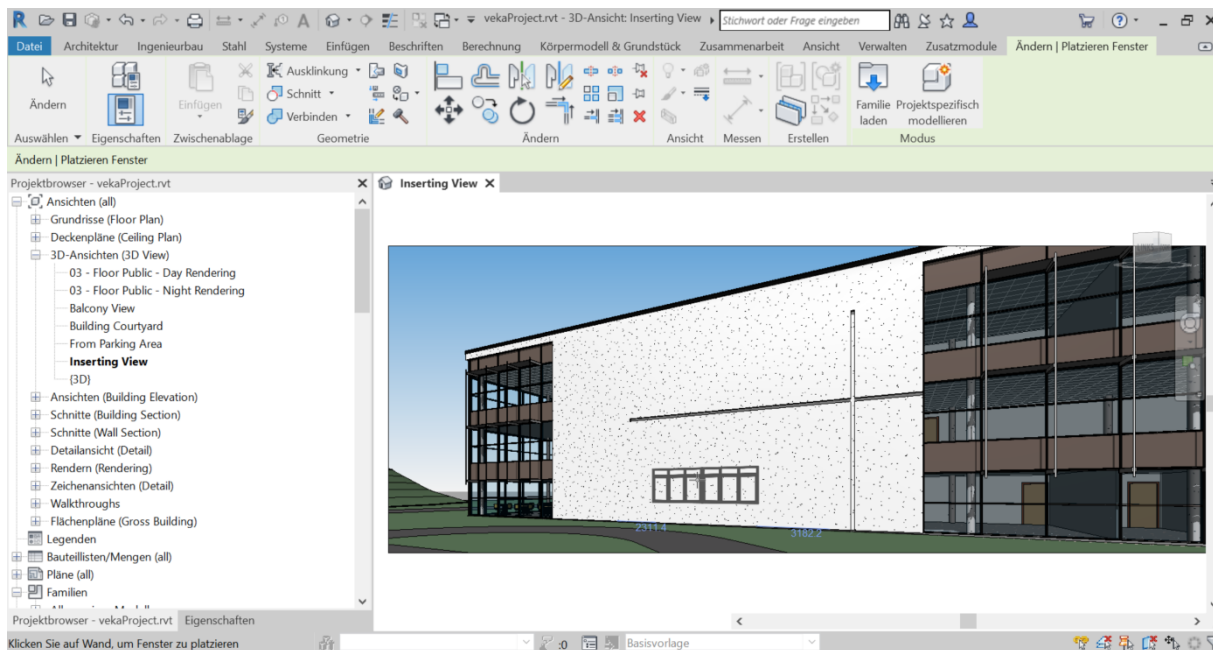 vekaProject.rvt - 3D-Ansicht: Inserting View
Stichwort oder Frage eingeben
Datei Architektur Ingenieurbau Stahl Systeme Einfügen Beschriften Berechnung Körpermodell & Grundstück Zusammenarbeit Ansicht Verwalten Zusatzmodule Ändern | Platzieren Fenster
Ändern
Einfügen
Ausklinkung
Schnitt
Verbinden
Familie laden
Projektspezifisch modellieren
Auswählen Eigenschaften Zwischenablage Geometrie Ändern Ansicht Messen Erstellen Modus
Ändern | Platzieren Fenster
Projektbrowser - vekaProject.rvt
Inserting View
Ansichten (all)
Grundrisse (Floor Plan)
Deckenpläne (Ceiling Plan)
3D-Ansichten (3D View)
03 - Floor Public - Day Rendering
03 - Floor Public - Night Rendering
Balcony View
Building Courtyard
From Parking Area
Inserting View
{3D}
Ansichten (Building Elevation)
Schnitte (Building Section)
Schnitte (Wall Section)
Detailansicht (Detail)
Rendern (Rendering)
Zeichenansichten (Detail)
Walkthroughs
Flächenpläne (Gross Building)
Legenden
Bauteillisten/Mengen (all)
Pläne (all)
Familien
2311.4
3182.2
Projektbrowser - vekaProject.rvt Eigenschaften
Klicken Sie auf Wand, um Fenster zu platzieren
:0
Basisvorlage